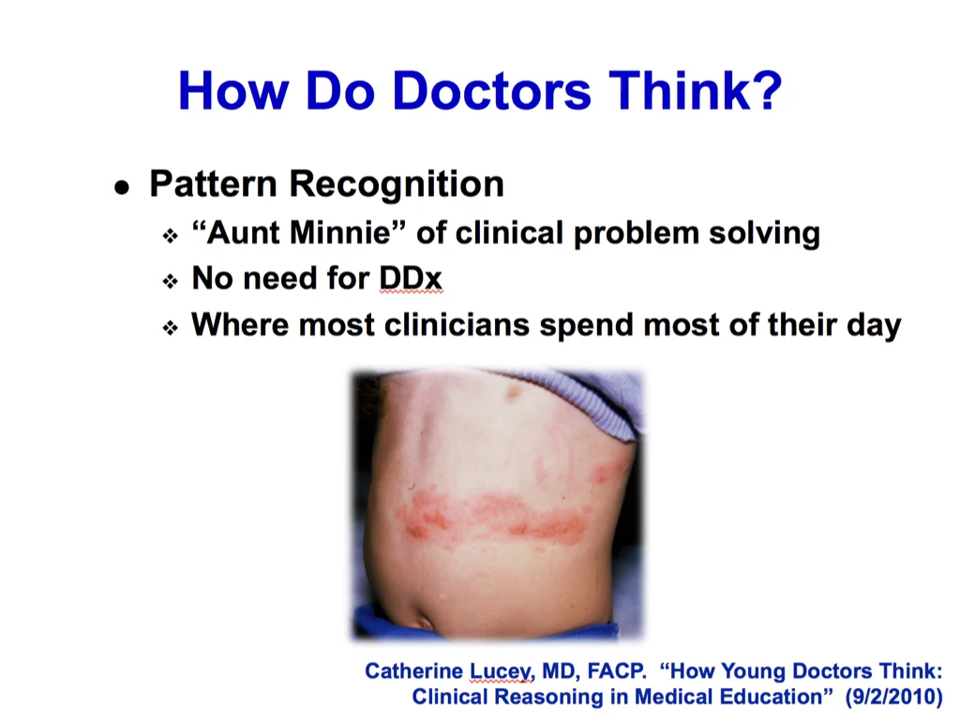 How Do Doctors Think?
● Pattern Recognition
❖ “Aunt Minnie” of clinical problem solving
❖ No need for DDx
❖ Where most clinicians spend most of their day
Catherine Lucey, MD, FACP.  “How Young Doctors Think:
Clinical Reasoning in Medical Education”  (9/2/2010)